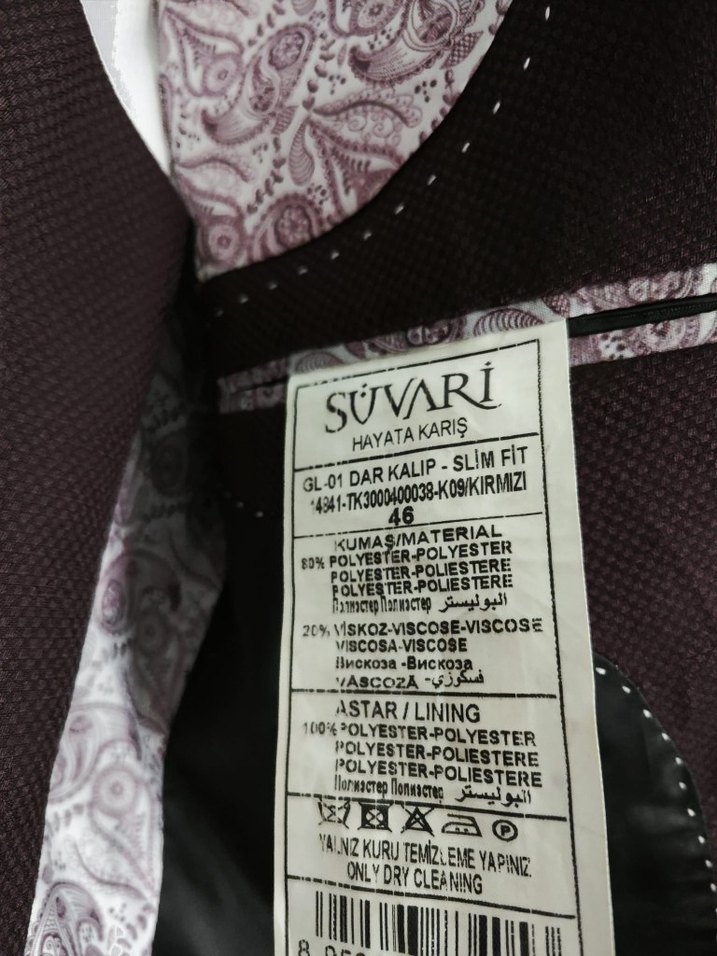 SÜVARİ
HAYATA KARIŞ
GL-01 DAR KALIP - SLİM FİT
14841-TK3000400038-K09/KIRMIZI
46
KUMAŞ/MATERIAL
80% POLYESTER-POLYESTER
POLYESTER-POLIESTERE
POLYESTER-POLIESTERE
Полиэстер Полиэстер البوليستر
20% VİSKOZ-VISCOSE-VISCOSE
VISCOSA-VISCOSE
Вискоза -Вискоза
VASCOZĂ -فسكوزي
ASTAR / LINING
100% POLYESTER-POLYESTER
POLYESTER-POLIESTERE
POLYESTER-POLIESTERE
Полиэстер Полиэстер البوليستر
P
YALNIZ KURU TEMİZLEME YAPINIZ.
ONLY DRY CLEANING